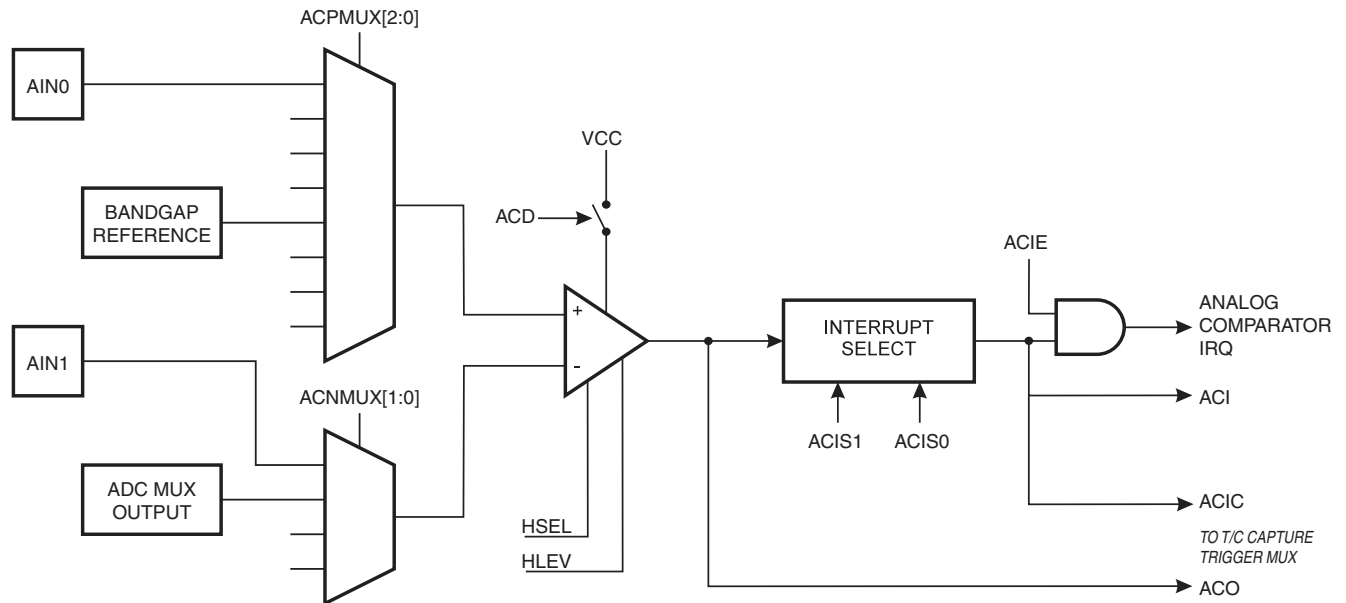 ACPMUX[2:0]
AIN0
BANDGAP
REFERENCE
VCC
ACD
ACIE
ANALOG
COMPARATOR
IRQ
+
-
INTERRUPT
SELECT
AIN1
ACNMUX[1:0]
ACI
ACIS1 ACIS0
ADC MUX
OUTPUT
HSEL
HLEV
ACIC
TO T/C CAPTURE
TRIGGER MUX
ACO